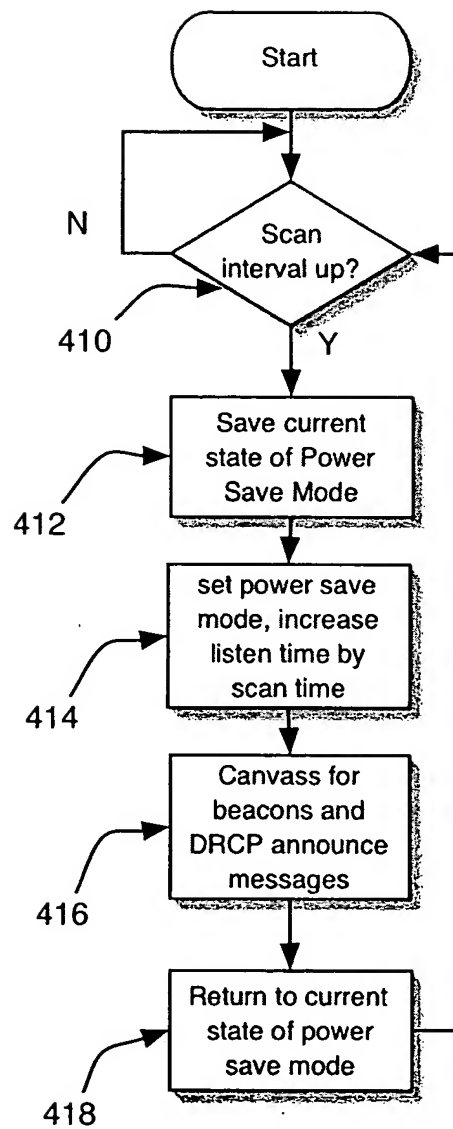 Start
N
Scan
interval up?
410
Y
Save current
state of Power
Save Mode
412
set power save
mode, increase
listen time by
scan time
414
Canvass for
beacons and
DRCP announce
messages
416
Return to current
state of power
save mode
418